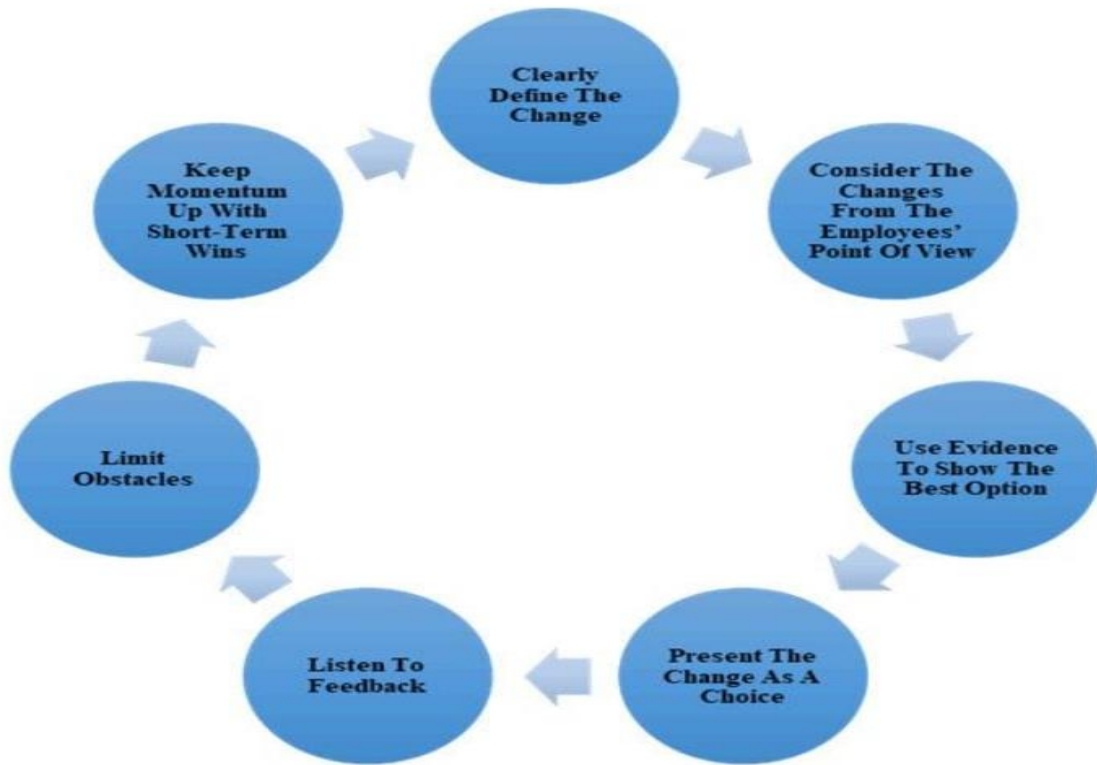 Clearly
Define The
Change
Consider The
Changes
From The
Employees'
Point Of View
Use Evidence
To Show The
Best Option
Present The
Change As A
Choice
Listen To
Feedback
Limit
Obstacles
Keep
Momentum
Up With
Short-Term
Wins